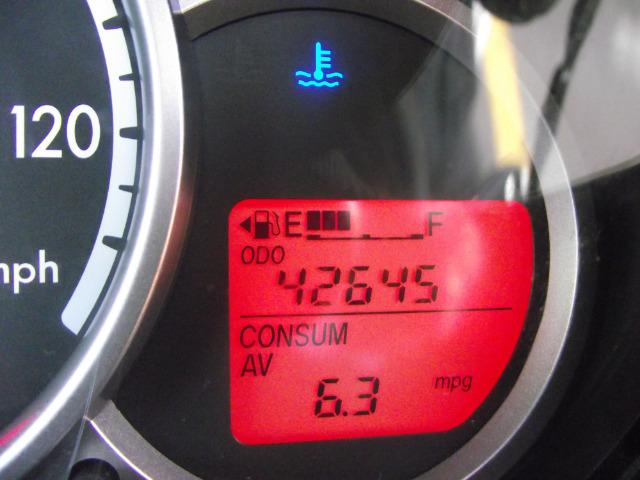 120
mph
E F
ODO
42645
CONSUM
AV
6.3 mpg